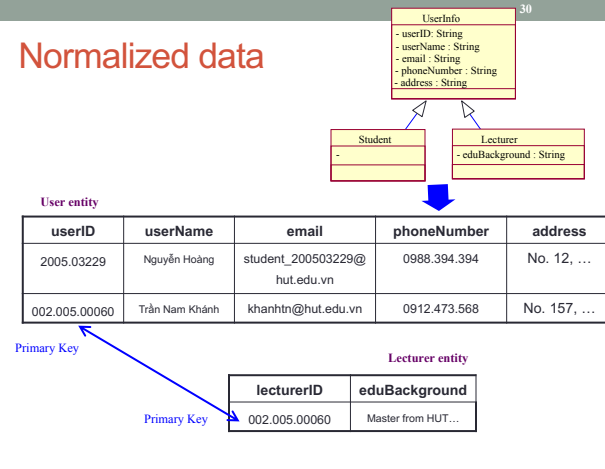 30
Normalized data
UserInfo
- userID: String
- userName : String
- email : String
- phoneNumber : String
- address : String
Student
-
Lecturer
- eduBackground : String
User entity
userID userName email phoneNumber address
2005.03229 Nguyễn Hoàng student_200503229@ 0988.394.394 No. 12, …
hut.edu.vn
002.005.00060 Trần Nam Khánh khanhtn@hut.edu.vn 0912.473.568 No. 157, …
Primary Key
Lecturer entity
lecturerID eduBackground
Primary Key
002.005.00060 Master from HUT…